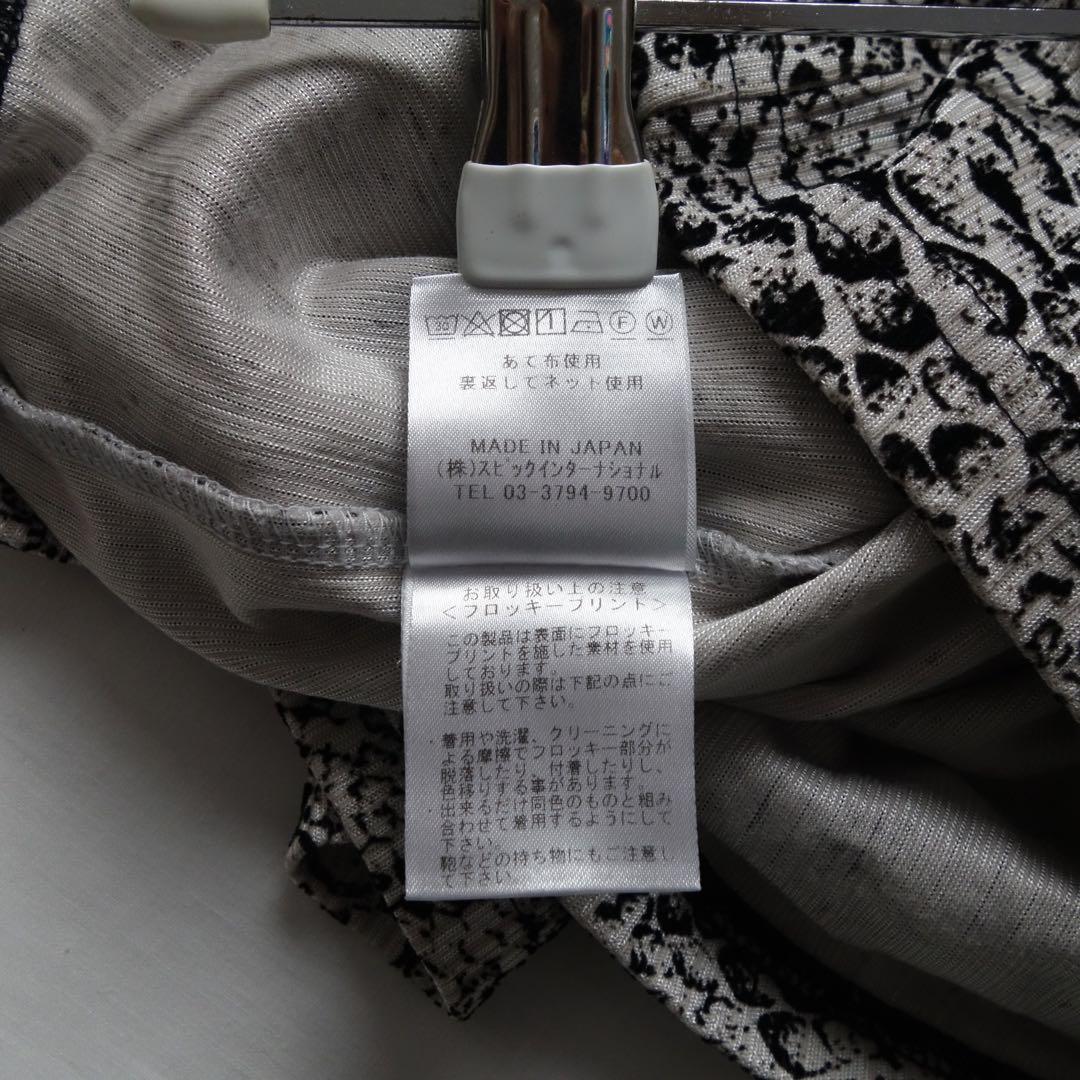 30 F W
あて布使用
裏返してネット使用
MADE IN JAPAN
(株)スピックインターナショナル
TEL 03-3794-9700
お取り扱い上の注意
<フロッキープリント>
この製品は表面にフロッキー
プリントを施した素材を使用
しております。
取り扱いの際は下記の点にご
注意して下さい。
・着用や洗濯、クリーニングに
よる摩擦でフロッキー部分が
脱落したり、付着したりし、
色移りする事があります。
・出来るだけ同色のものと組み
合わせて着用するようにして
下さい。
鞄などの持ち物にもご注意し
て下さい。